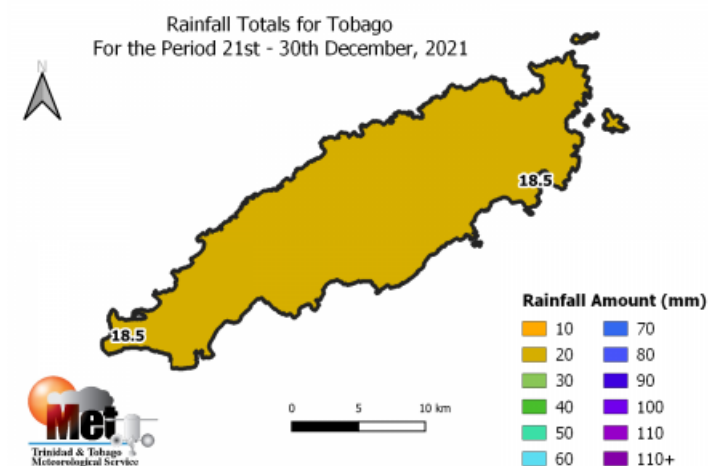 Rainfall Totals for Tobago
For the Period 21st - 30th December, 2021
N
18.5
18.5
Rainfall Amount (mm)
10 70
20 80
30 90
40 100
50 110
60 110+
0 5 10 km
Met
Trinidad & Tobago
Meteorological Service